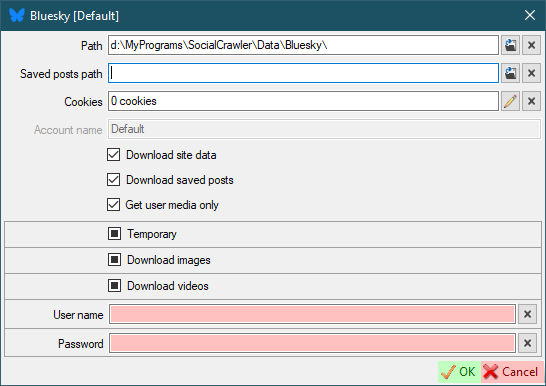 Bluesky [Default]
Path d:\MyPrograms\SocialCrawler\Data\Bluesky\
Saved posts path
Cookies 0 cookies
Account name Default
Download site data
Download saved posts
Get user media only
Temporary
Download images
Download videos
User name
Password
OK Cancel